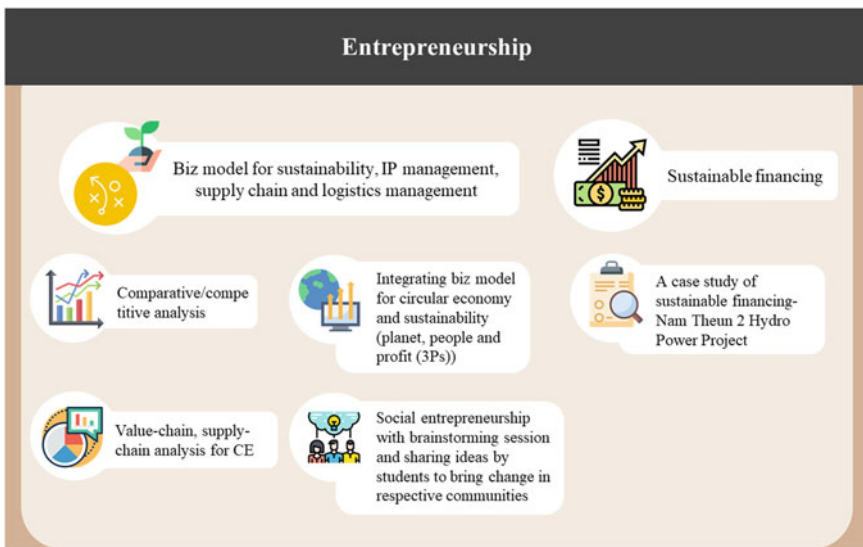 Entrepreneurship
Biz model for sustainability, IP management,
supply chain and logistics management
Sustainable financing
Comparative/compe
titive analysis
Integrating biz model
for circular economy
and sustainability
(planet, people and
profit (3Ps))
A case study of
sustainable financing-
Nam Theun 2 Hydro
Power Project
Value-chain, supply-
chain analysis for CE
Social entrepreneurship
with brainstorming session
and sharing ideas by
students to bring change in
respective communities